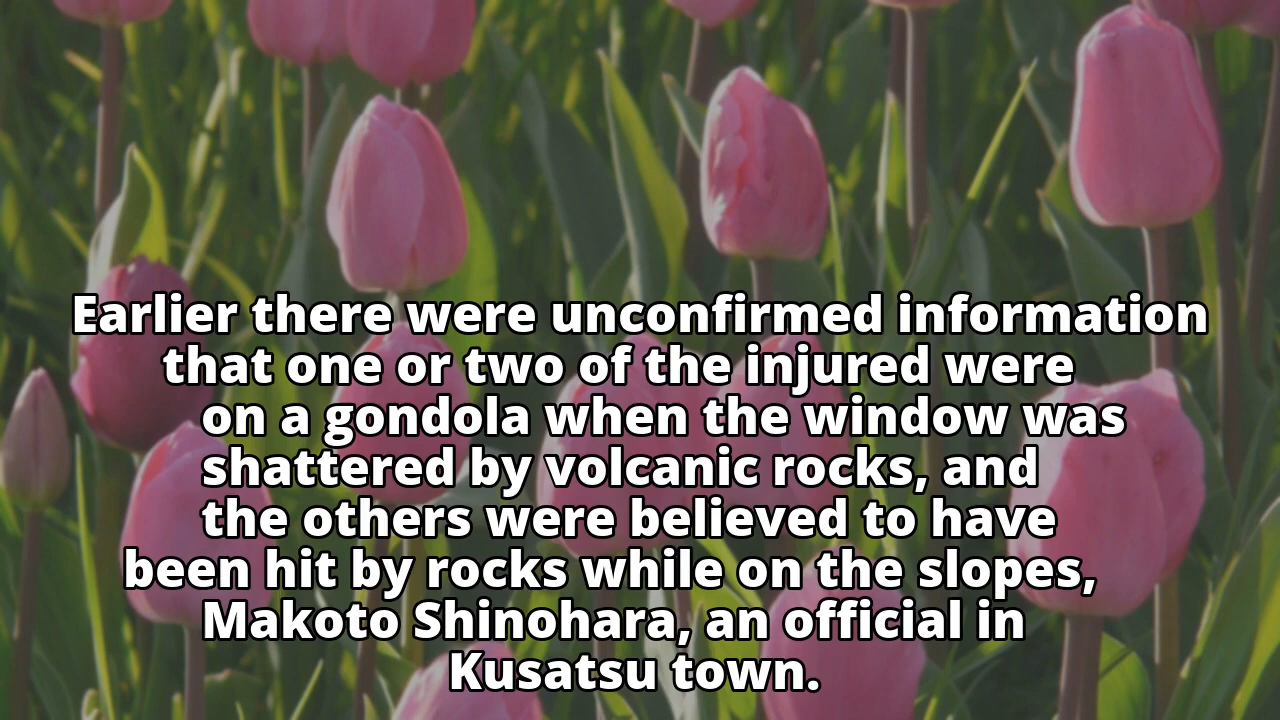 Earlier there were unconfirmed information
that one or two of the injured were
on a gondola when the window was
shattered by volcanic rocks, and
the others were believed to have
been hit by rocks while on the slopes,
Makoto Shinohara, an official in
Kusatsu town.